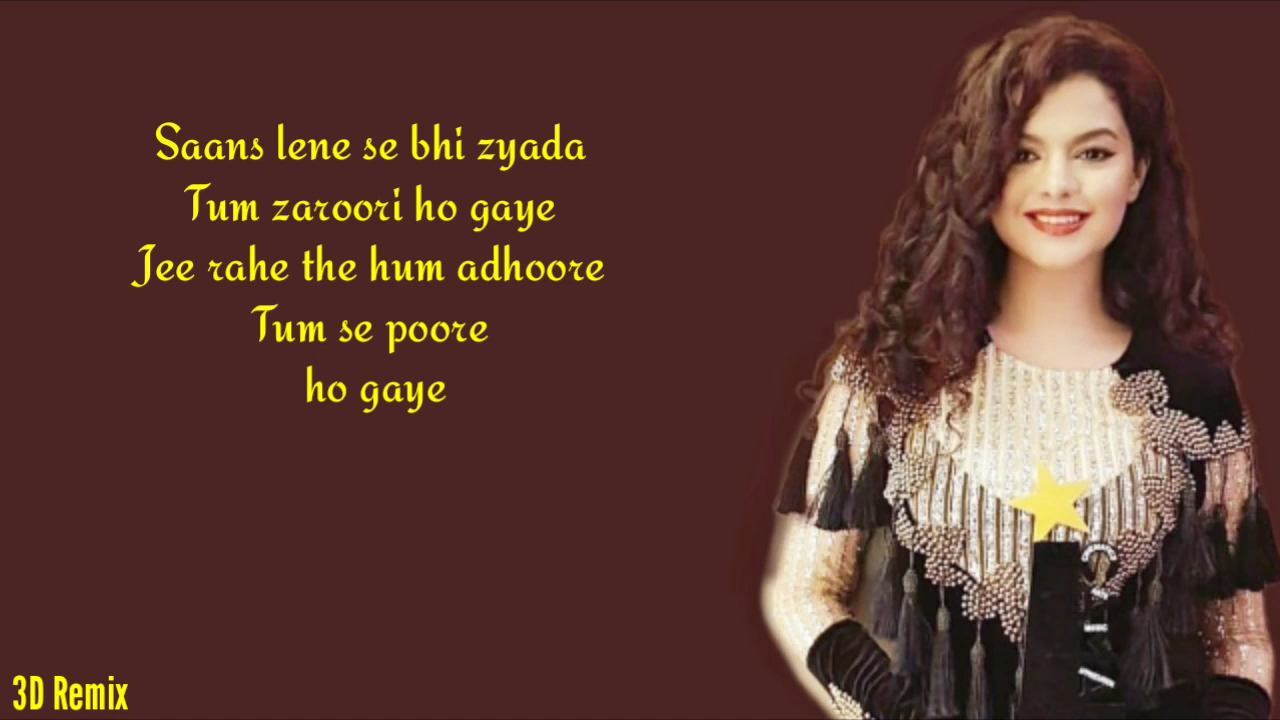 Saans lene se bhi zyada
Tum zaroori ho gaye
Jee rahe the hum adhoore
Tum se poore
ho gaye
3D Remix